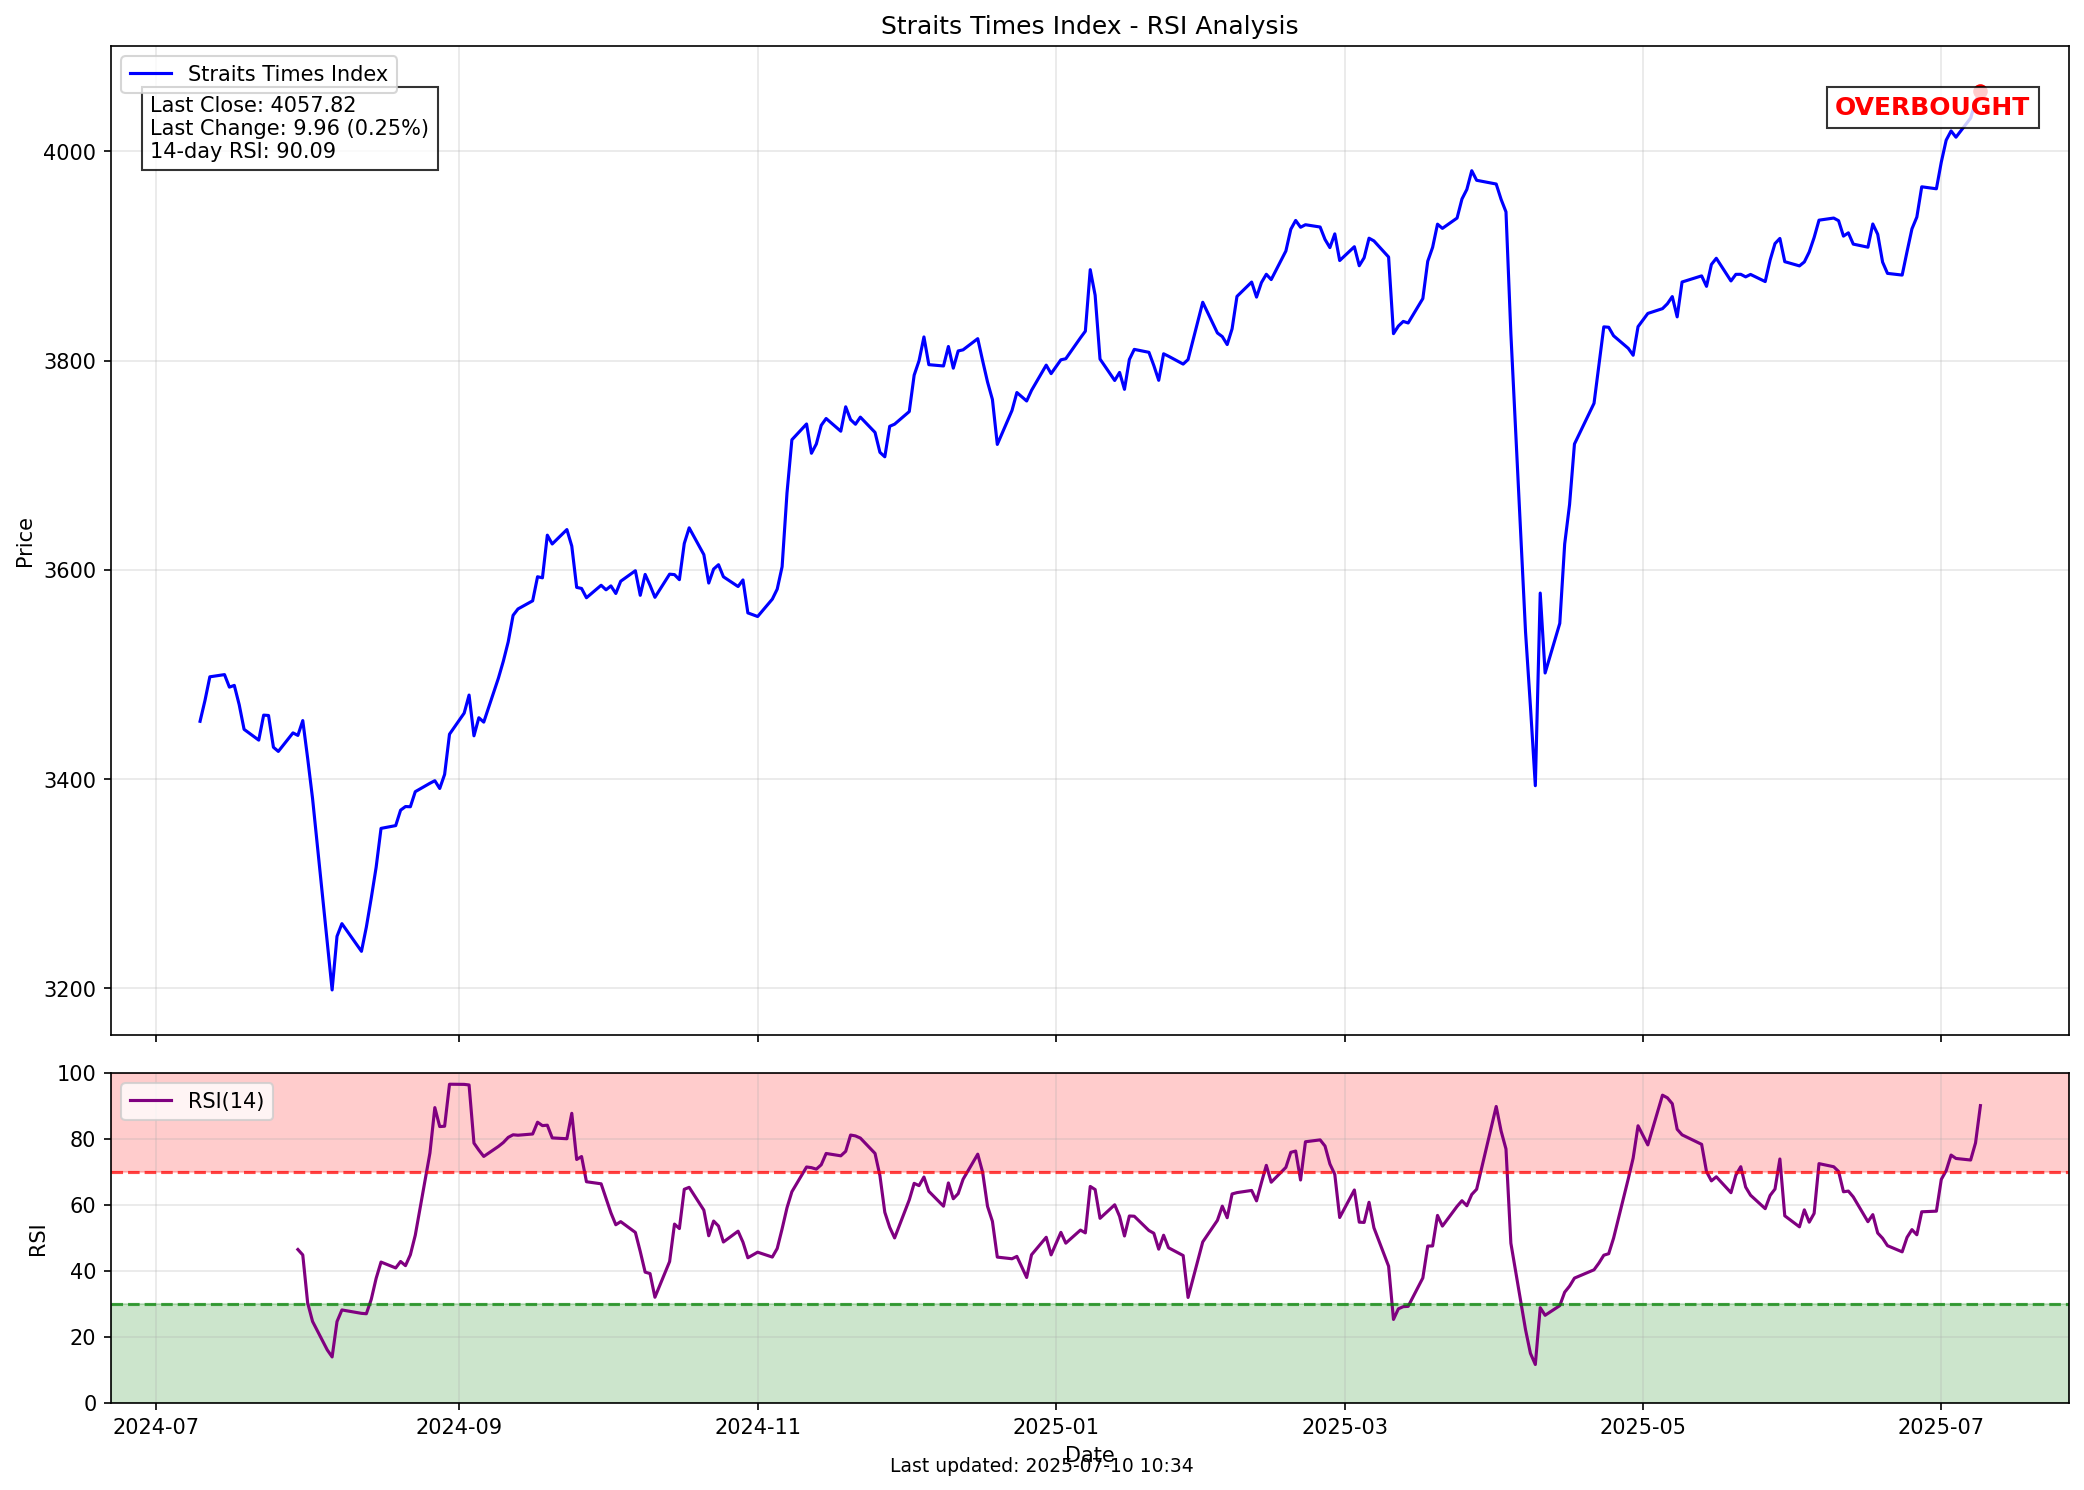 Straits Times Index - RSI Analysis
Straits Times Index
Last Close: 4057.82
Last Change: 9.96 (0.25%)
14-day RSI: 90.09
OVERBOUGHT
Price
4000
3800
3600
3400
3200
RSI(14)
RSI
100
80
60
40
20
0
2024-07
2024-09
2024-11
2025-01
2025-03
2025-05
2025-07
Date
Last updated: 2025-07-10 10:34